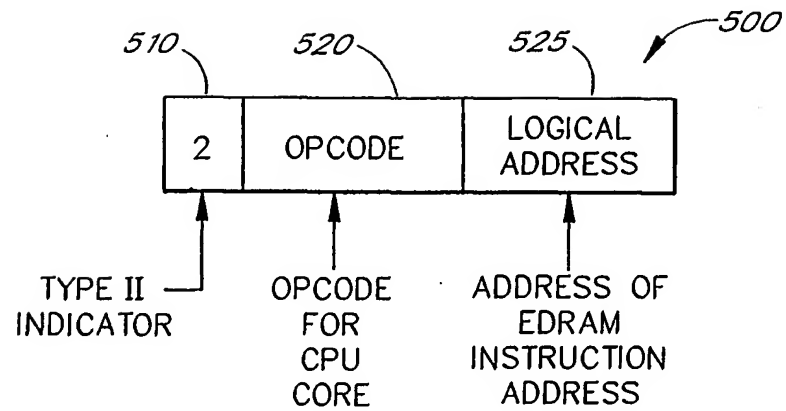 510
520
525
500
2
OPCODE
LOGICAL
ADDRESS
TYPE II
INDICATOR
OPCODE
FOR
CPU
CORE
ADDRESS OF
EDRAM
INSTRUCTION
ADDRESS